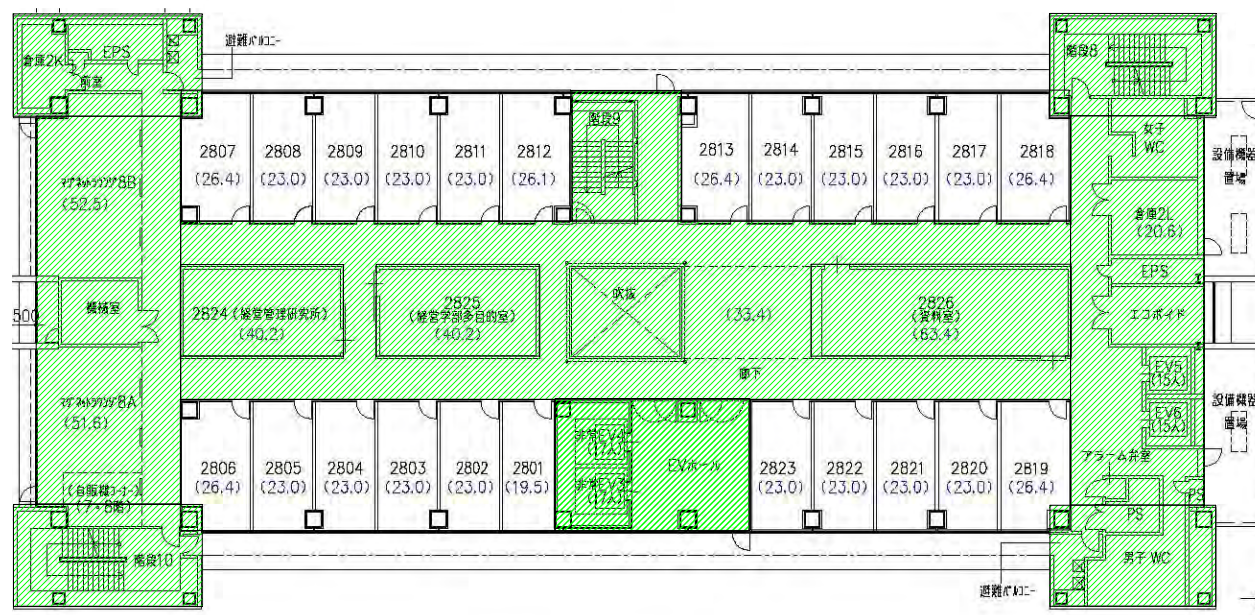 避難バルコニー
EPS
倉庫2K
前室
階段8
階段9
女子
WC
設備機器
置場
2807
(26.4)
2808
(23.0)
2809
(23.0)
2810
(23.0)
2811
(23.0)
2812
(26.1)
2813
(26.4)
2814
(23.0)
2815
(23.0)
2816
(23.0)
2817
(23.0)
2818
(26.4)
マグネットラウンジ8B
(52.5)
倉庫2L
(20.6)
EPS
機械室
500
2824 (経営管理研究所)
(40.2)
2825
(経営学部多目的室)
(40.2)
吹抜
(33.4)
2826
(資料室)
(63.4)
エコボイド
廊下
EV5
(15人)
EV6
(15人)
設備機器
置場
マグネットラウンジ8A
(51.6)
(自販機コーナー)
(7・8階)
2806
(26.4)
2805
(23.0)
2804
(23.0)
2803
(23.0)
2802
(23.0)
2801
(19.5)
非常EV4
(17人)
非常EV3
(17人)
EVホール
2823
(23.0)
2822
(23.0)
2821
(23.0)
2820
(23.0)
2819
(26.4)
アラーム弁室
PS
PS
階段10
男子 WC
避難バルコニー